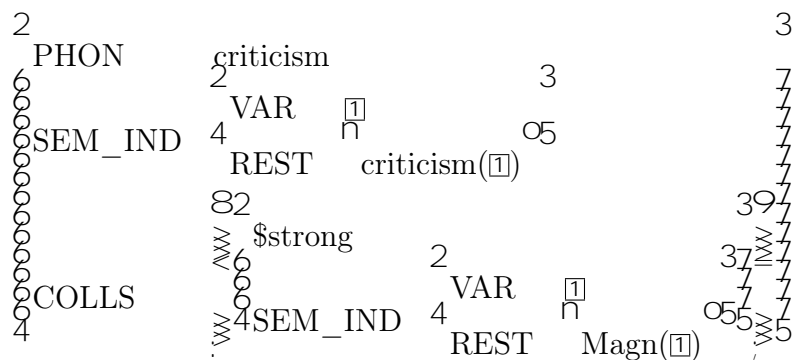 PHON criticism
VAR 1
SEM_IND
REST criticism(1)
$strong
VAR 1
COLLS SEM_IND
REST Magn(1)